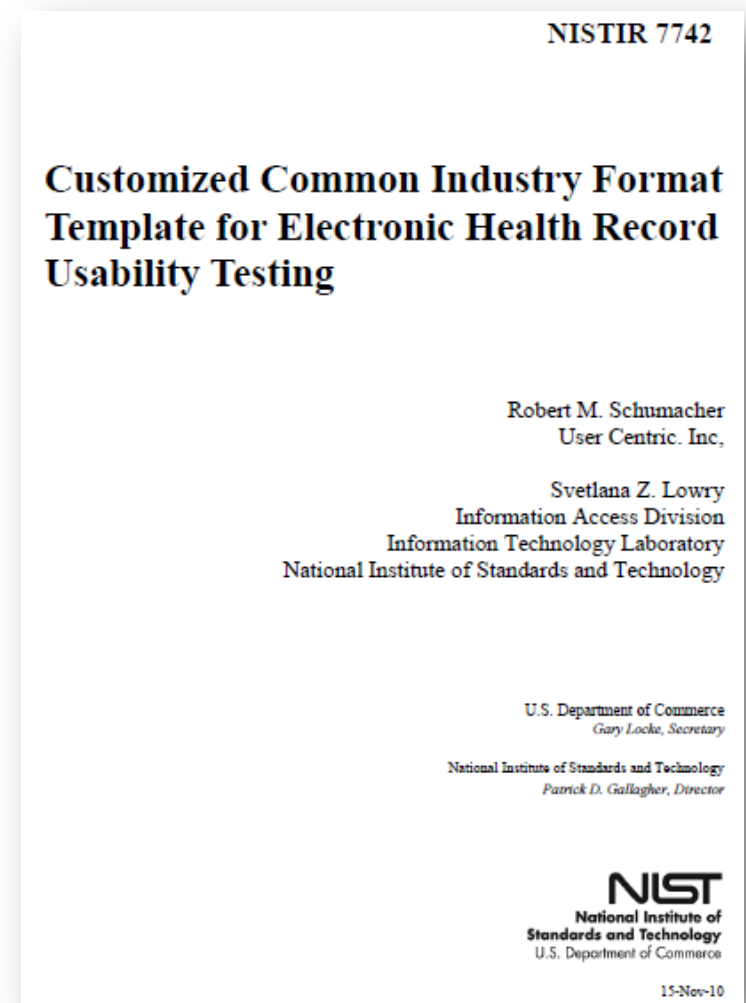 NISTIR 7742
Customized Common Industry Format
Template for Electronic Health Record
Usability Testing
Robert M. Schumacher
User Centric. Inc,
Svetlana Z. Lowry
Information Access Division
Information Technology Laboratory
National Institute of Standards and Technology
U.S. Department of Commerce
Gary Locke, Secretary
National Institute of Standards and Technology
Patrick D. Gallagher, Director
NIST
National Institute of
Standards and Technology
U.S. Department of Commerce
15-Nov-10